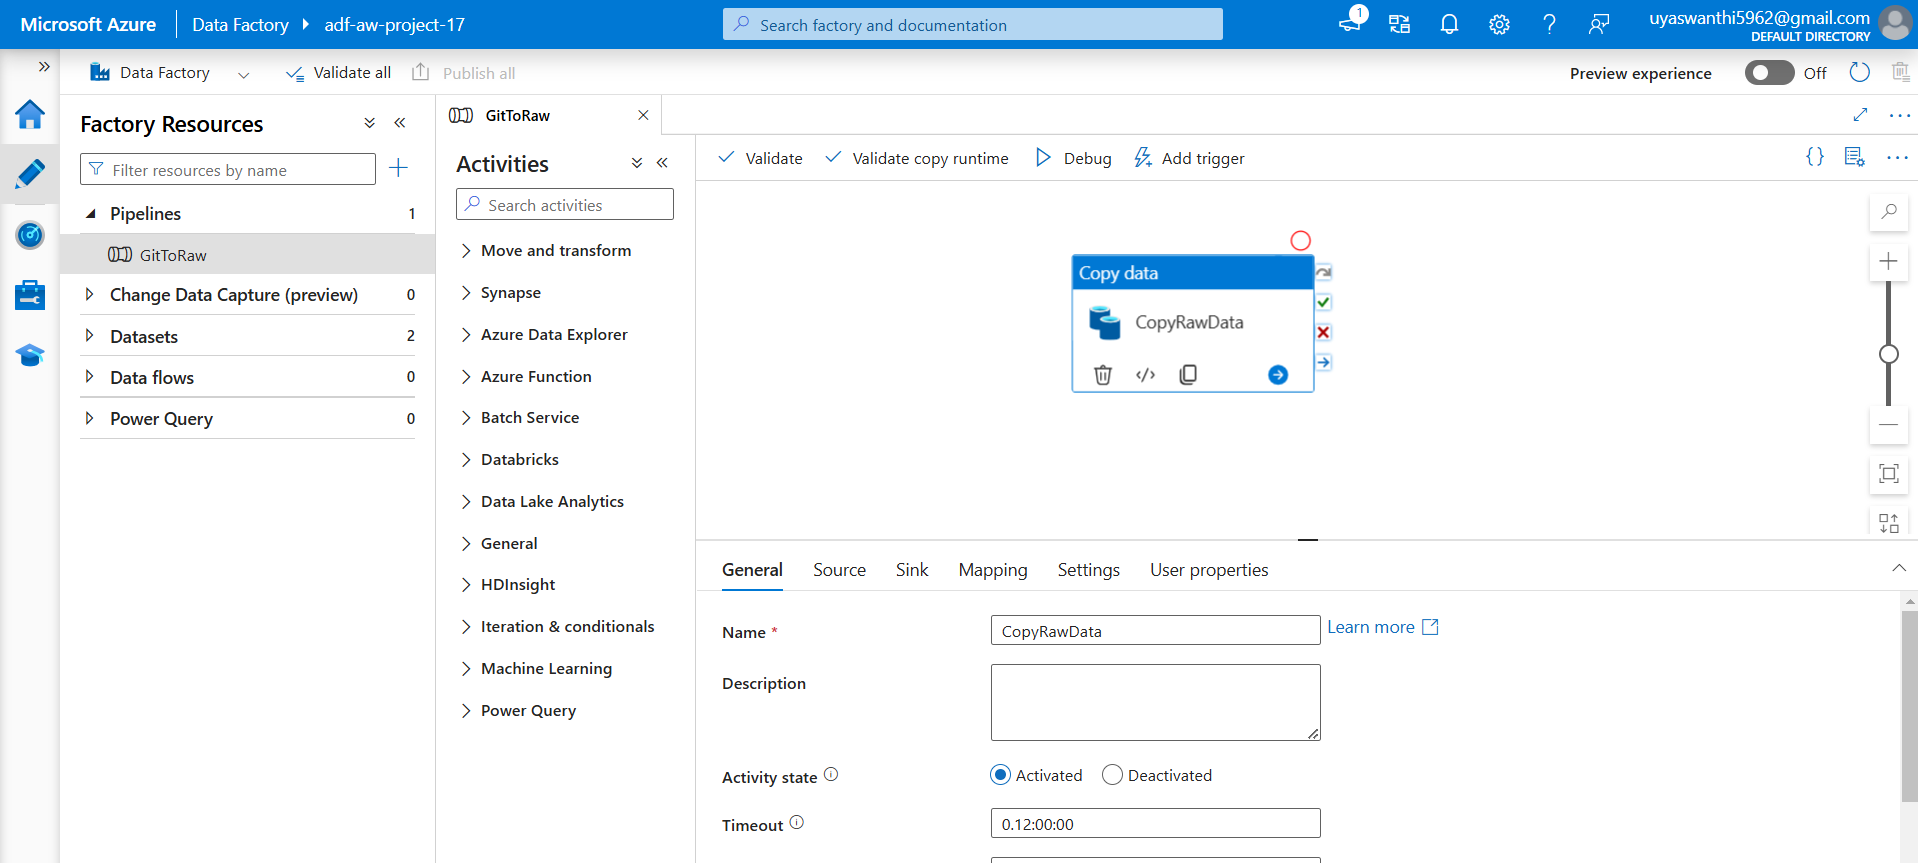 Microsoft Azure
Data Factory
adf-aw-project-17
Search factory and documentation
1
uyaswanthi5962@gmail.com
DEFAULT DIRECTORY
Data Factory
Validate all
Publish all
Preview experience
Off
Factory Resources
Filter resources by name
Pipelines 1
GitToRaw
Change Data Capture (preview) 0
Datasets 2
Data flows 0
Power Query 0
GitToRaw
Activities
Search activities
Move and transform
Synapse
Azure Data Explorer
Azure Function
Batch Service
Databricks
Data Lake Analytics
General
HDInsight
Iteration & conditionals
Machine Learning
Power Query
Validate
Validate copy runtime
Debug
Add trigger
Copy data
CopyRawData
General
Source
Sink
Mapping
Settings
User properties
Name * CopyRawData Learn more
Description
Activity state Activated Deactivated
Timeout 0.12:00:00